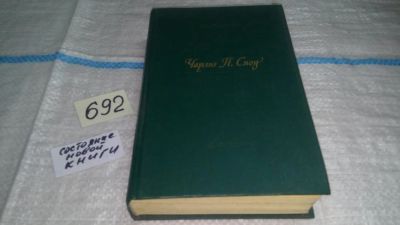 Чарльз П. Сноу
692
состояние
новой
книги